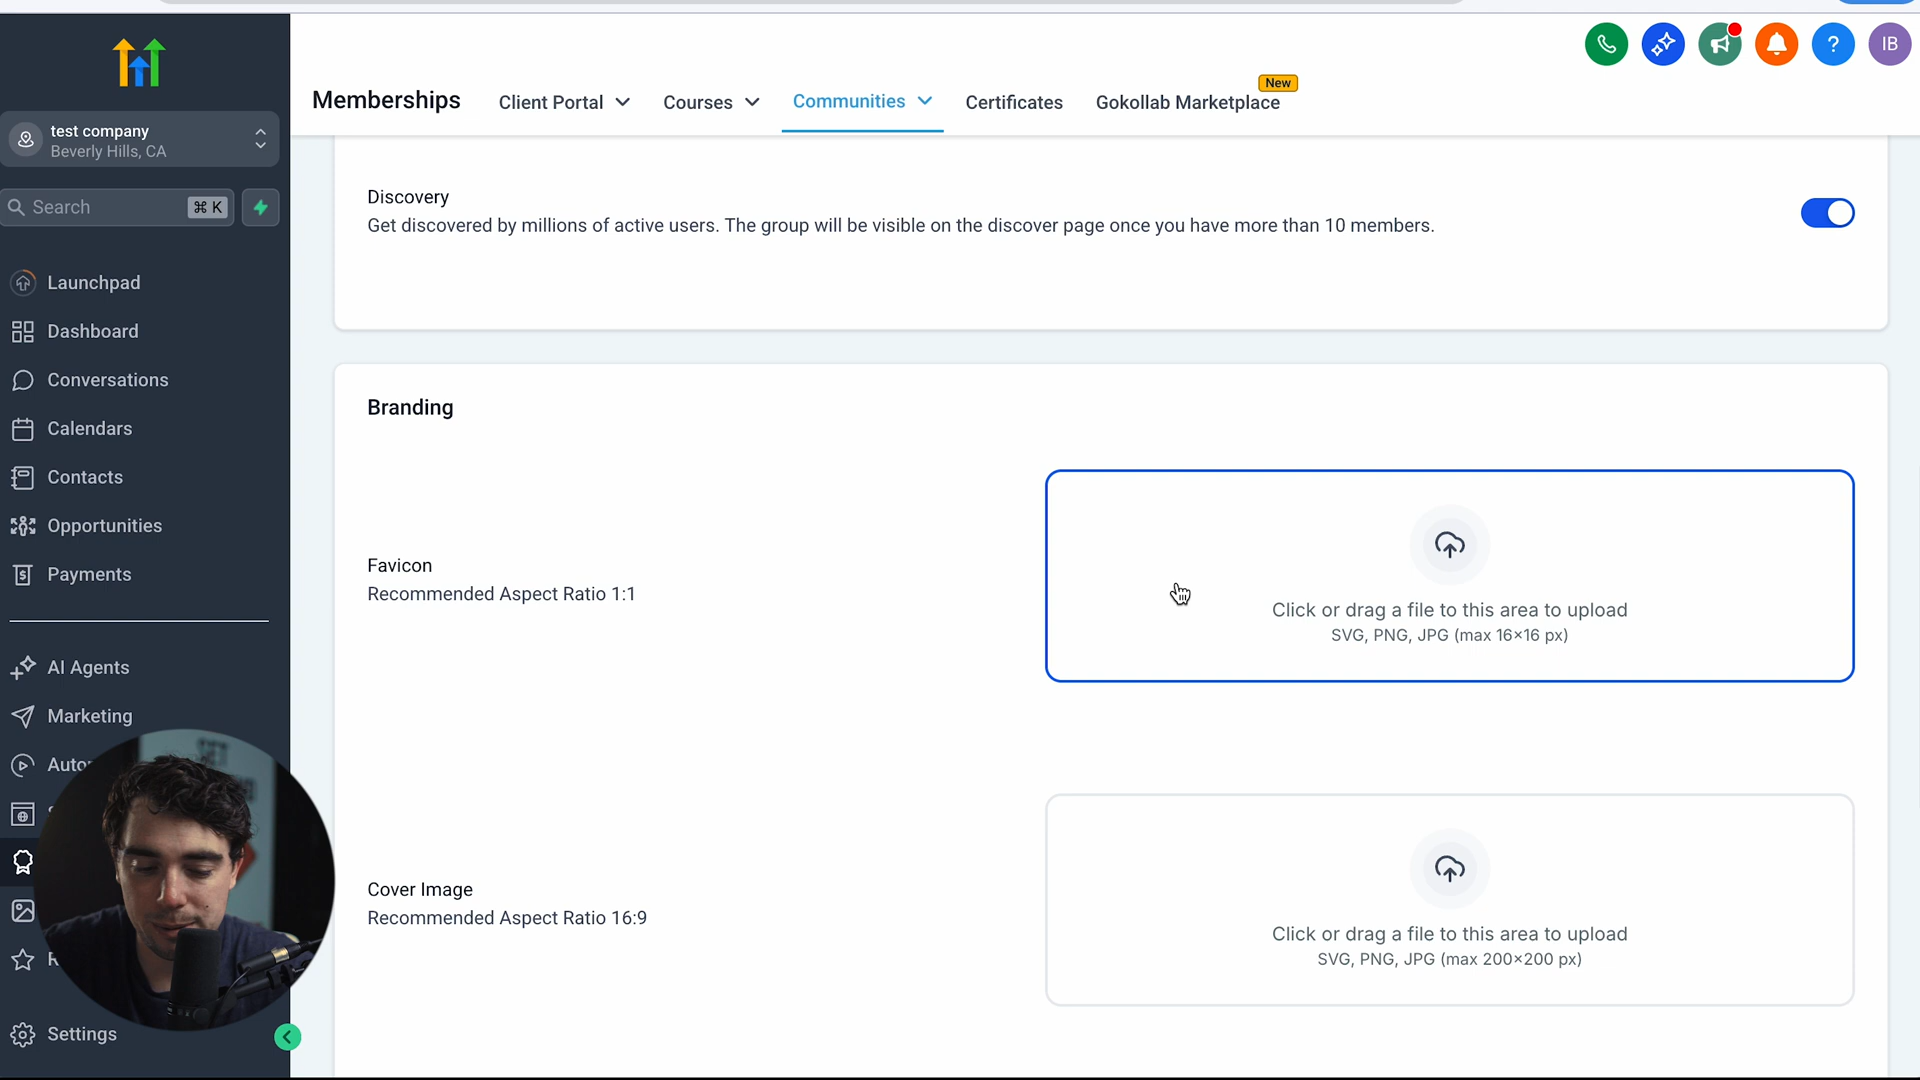 test company
Beverly Hills, CA
Search
⌘ K
Launchpad
Dashboard
Conversations
Calendars
Contacts
Opportunities
Payments
AI Agents
Marketing
Settings
IB
Memberships
Client Portal
Courses
Communities
Certificates
Gokollab Marketplace
New
Discovery
Get discovered by millions of active users. The group will be visible on the discover page once you have more than 10 members.
Branding
Favicon
Recommended Aspect Ratio 1:1
Click or drag a file to this area to upload
SVG, PNG, JPG (max 16×16 px)
Cover Image
Recommended Aspect Ratio 16:9
Click or drag a file to this area to upload
SVG, PNG, JPG (max 200×200 px)